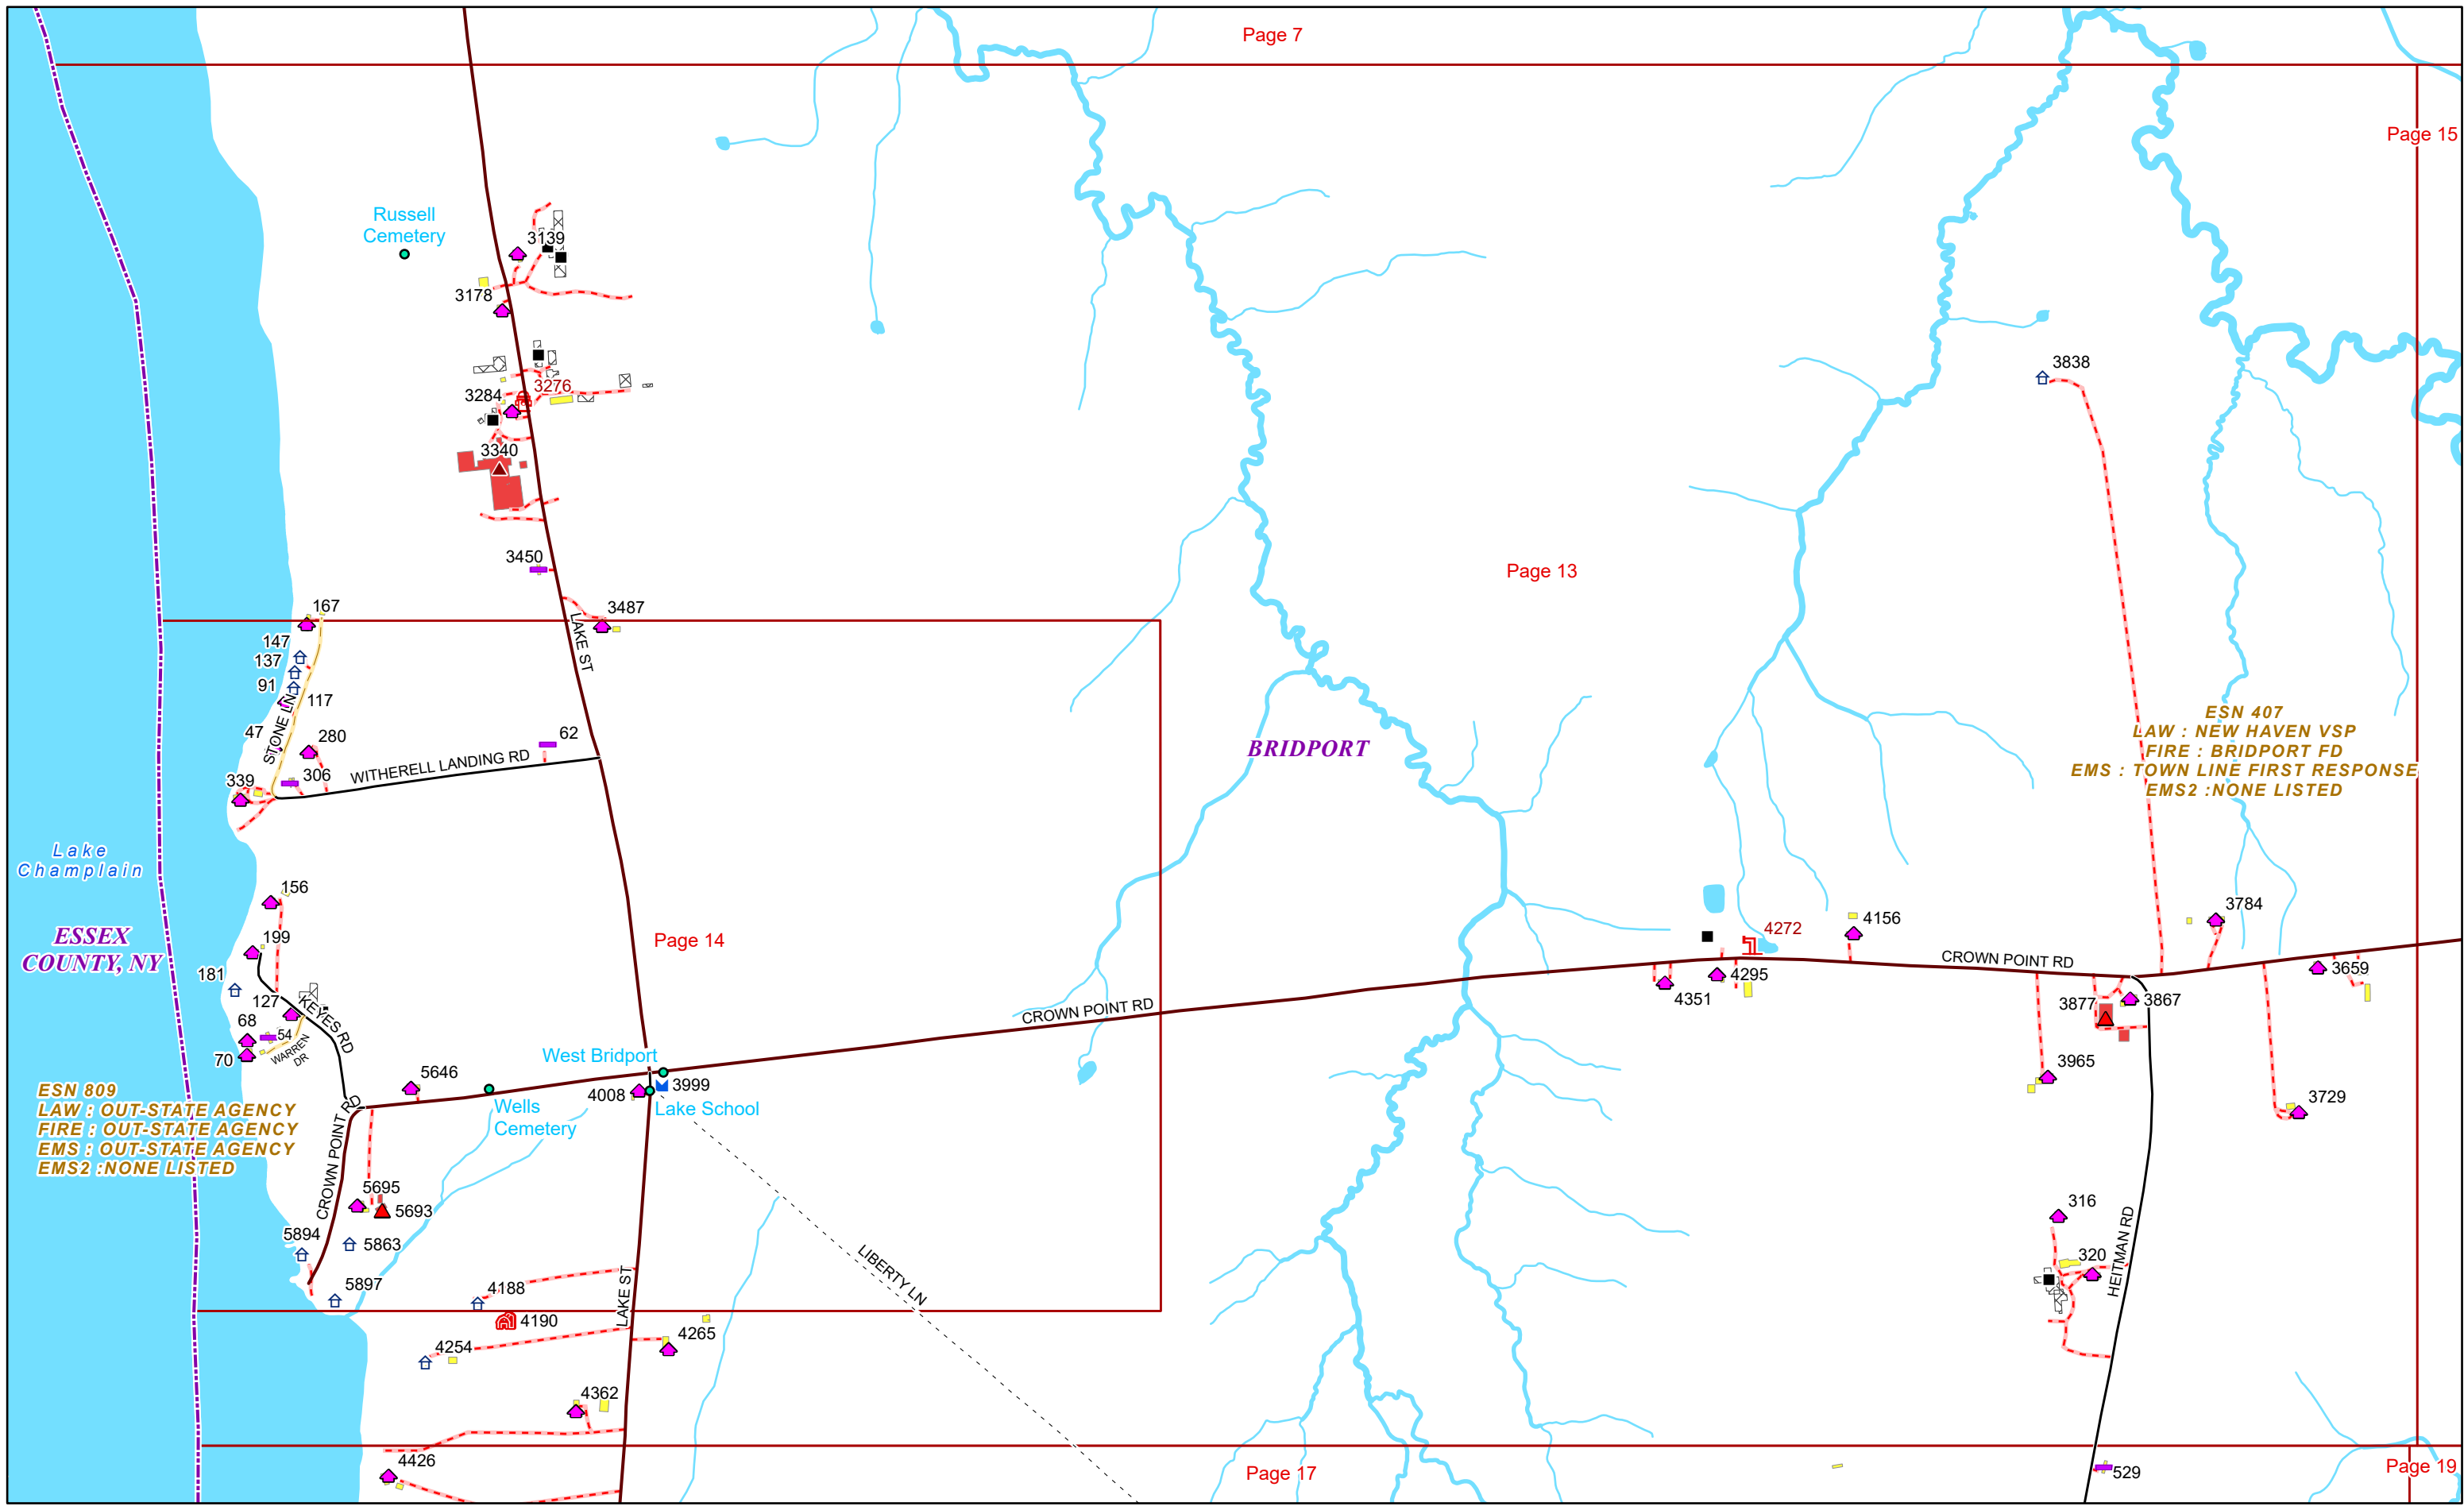 Page 7
Page 15
Russell
Cemetery
3139
3178
3276
3284
3838
3340
3450
Page 13
167
3487
LAKE ST
147
137
91
117
STONE LN
47
280
62
WITHERELL LANDING RD
306
339
BRIDPORT
ESN 407
LAW : NEW HAVEN VSP
FIRE : BRIDPORT FD
EMS : TOWN LINE FIRST RESPONSE
EMS2 :NONE LISTED
Lake
Champlain
156
ESSEX
COUNTY, NY
199
Page 14
4272
4156
3784
181
CROWN POINT RD
3659
127
KEYES RD
4351
4295
3877
3867
68
54
CROWN POINT RD
70
WARREN
DR
West Bridport
5646
4008
3999
3965
Wells
Cemetery
Lake School
3729
ESN 809
LAW : OUT-STATE AGENCY
FIRE : OUT-STATE AGENCY
EMS : OUT-STATE AGENCY
EMS2 :NONE LISTED
CROWN POINT RD
5695
5693
316
5894
5863
HEITMAN RD
320
5897
4188
LAKE ST
LIBERTY LN
4190
4254
4265
4362
4426
Page 17
529
Page 19